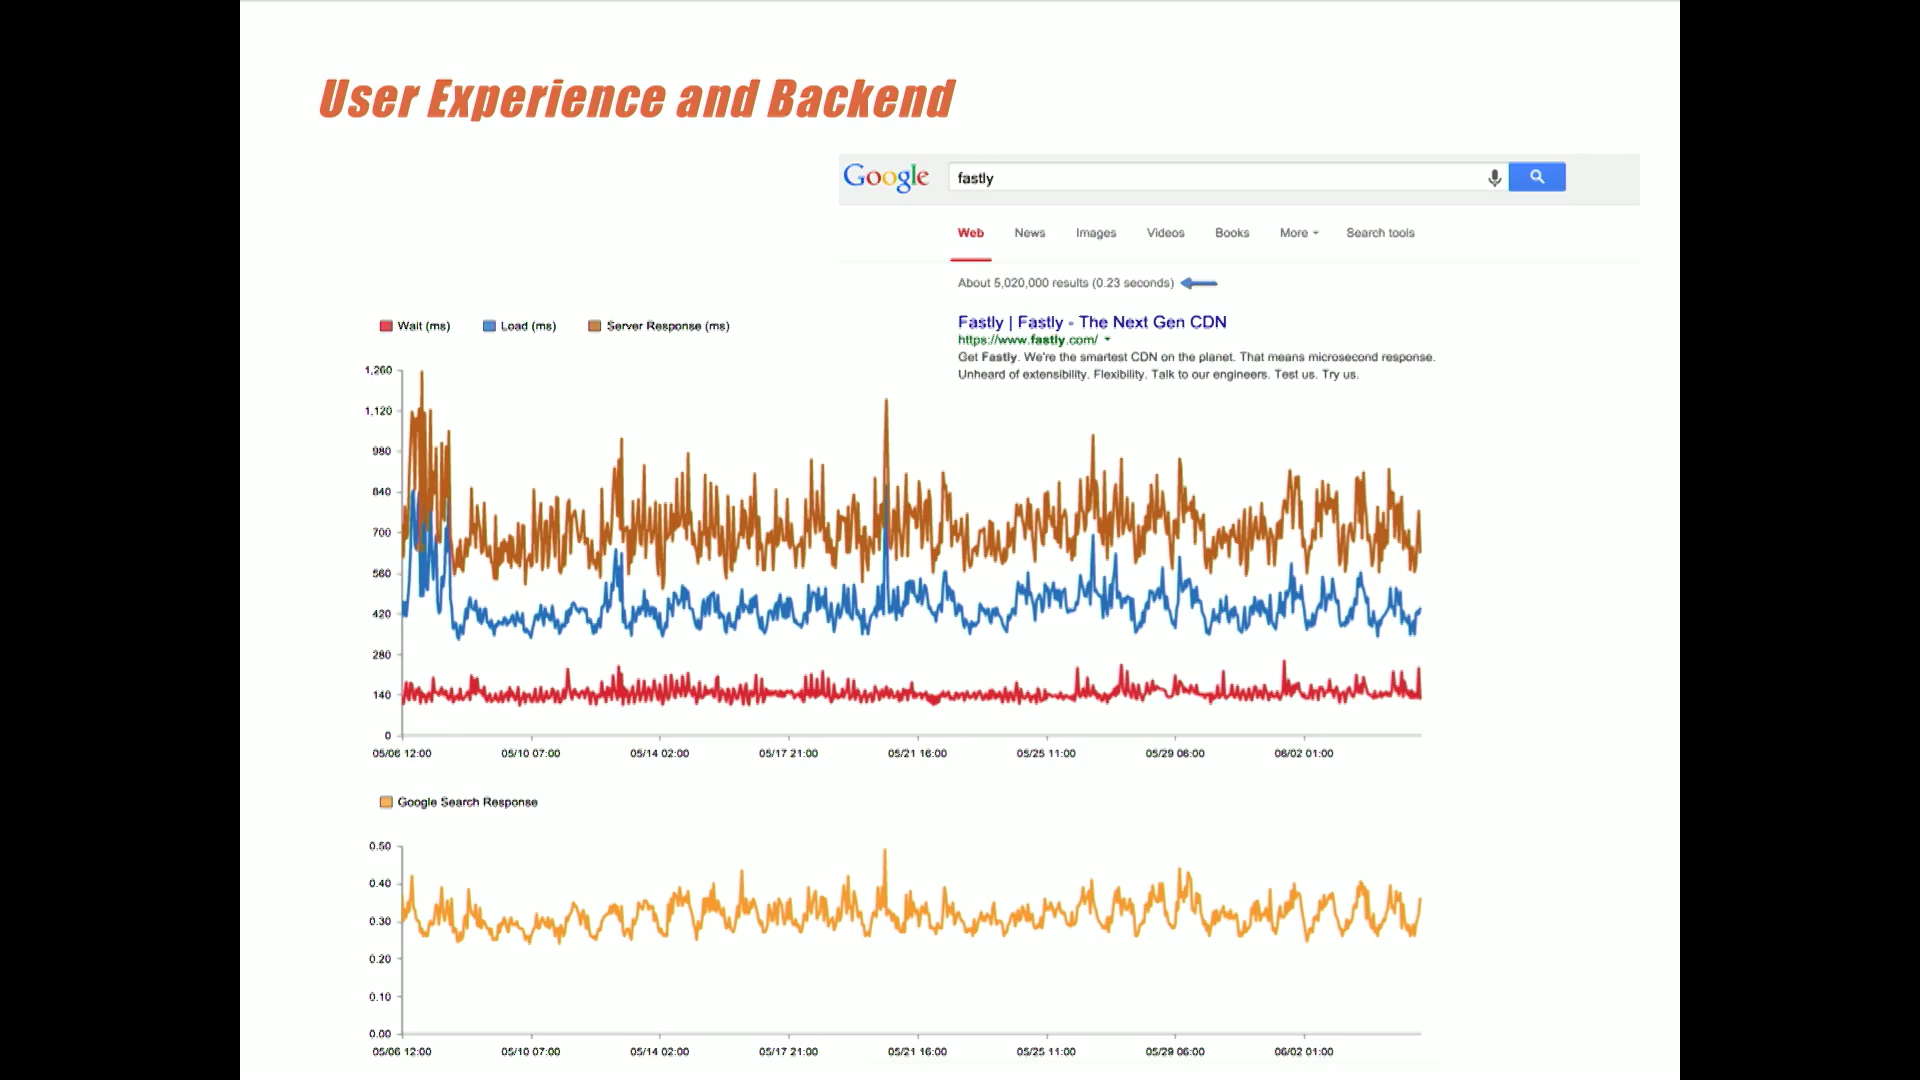 User Experience and Backend
Google
fastly
Web News Images Videos Books More Search tools
About 5,020,000 results (0.23 seconds)
Fastly | Fastly - The Next Gen CDN
https://www.fastly.com/
Get Fastly. We're the smartest CDN on the planet. That means microsecond response.
Unheard of extensibility. Flexibility. Talk to our engineers. Test us. Try us.
Wait (ms) Load (ms) Server Response (ms)
1,260
1,120
980
840
700
560
420
280
140
0
05/06 12:00 05/10 07:00 05/14 02:00 05/17 21:00 05/21 16:00 05/25 11:00 05/29 06:00 06/02 01:00
Google Search Response
0.50
0.40
0.30
0.20
0.10
0.00
05/06 12:00 05/10 07:00 05/14 02:00 05/17 21:00 05/21 16:00 05/25 11:00 05/29 06:00 06/02 01:00